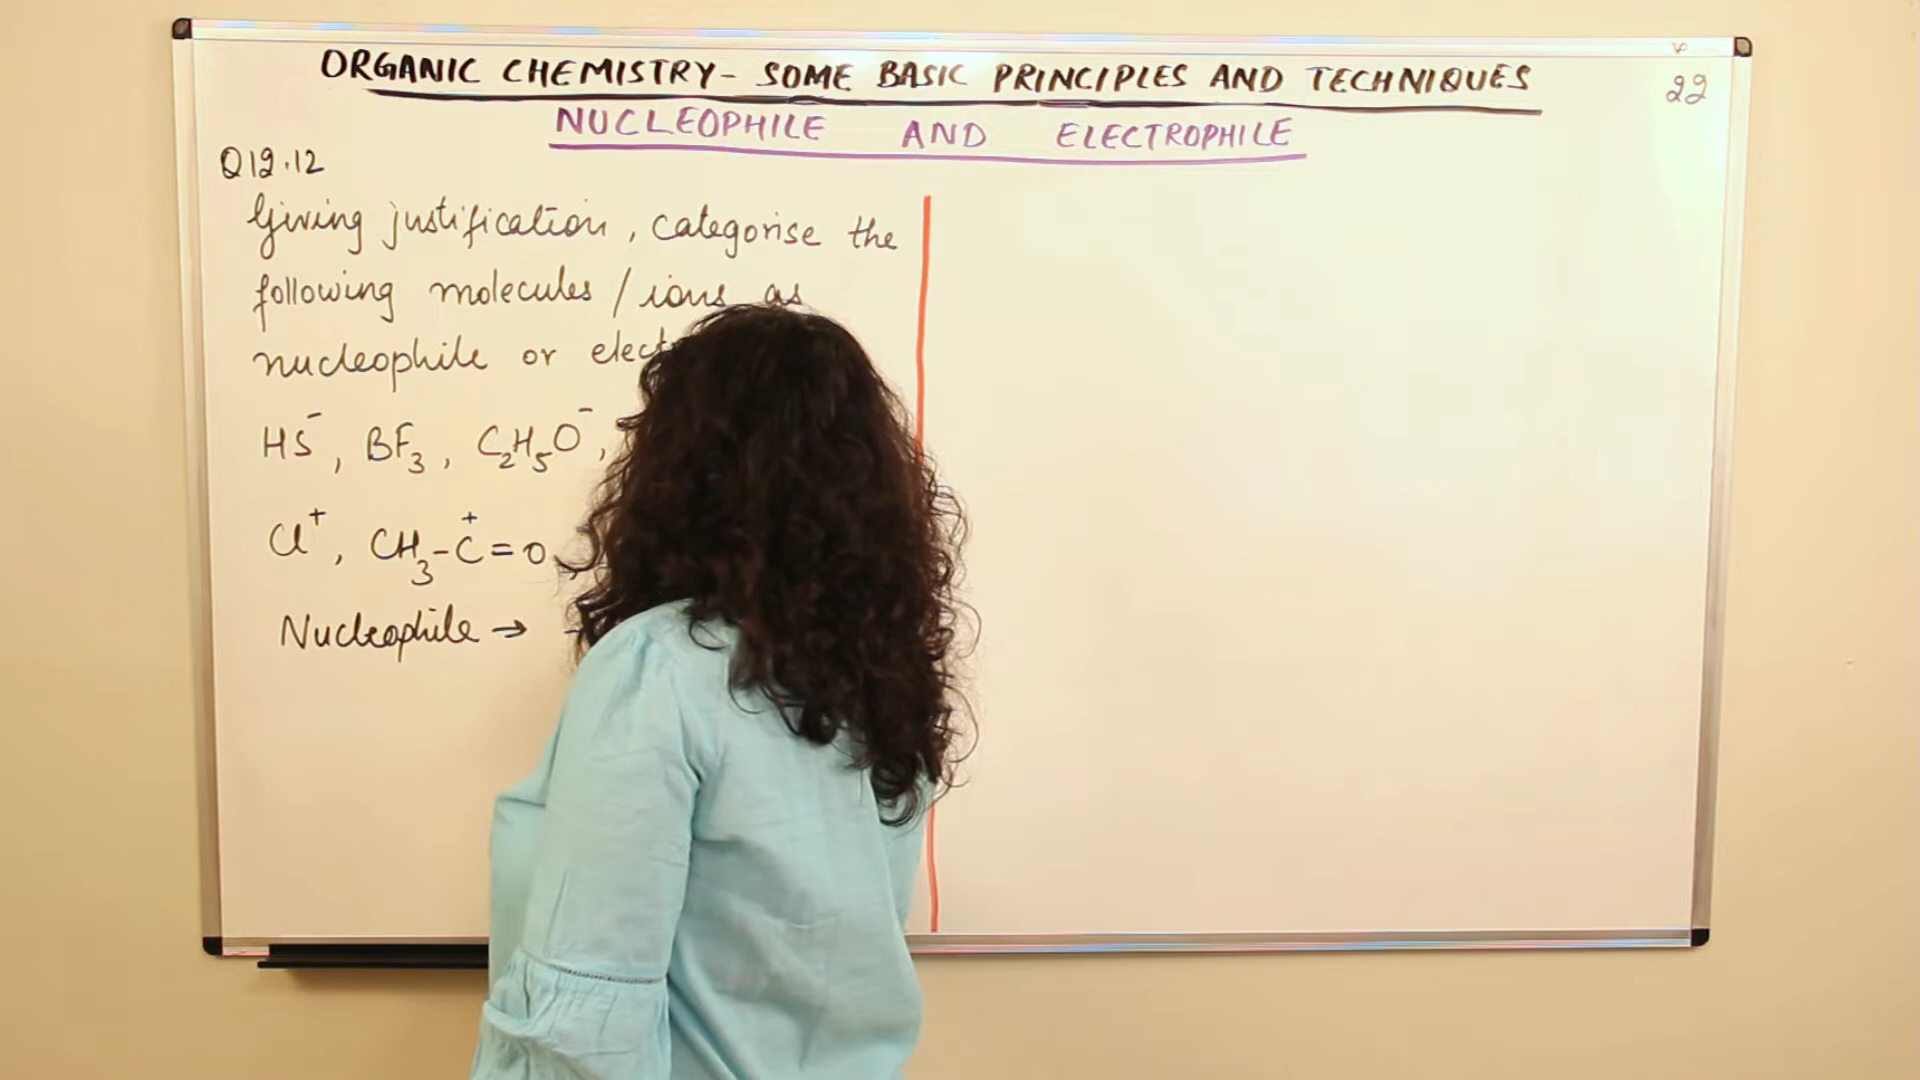 ORGANIC CHEMISTRY- SOME BASIC PRINCIPLES AND TECHNIQUES
22
NUCLEOPHILE AND ELECTROPHILE
Q12.12
Giving justification, categorise the
following molecules / ions as
nucleophile or
HS⁻, BF₃, C₂H₅O⁻,
Cl⁺, CH₃-C⁺=O,
Nucleophile →